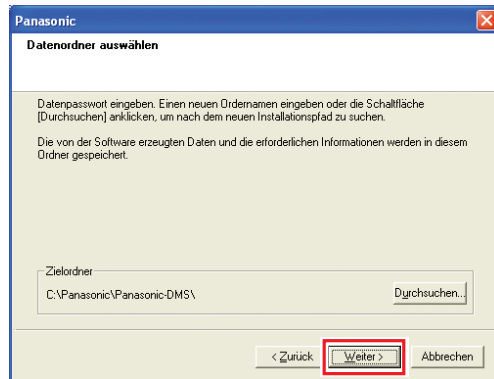 Panasonic
Datenordner auswählen
Datenpasswort eingeben. Einen neuen Ordernamen eingeben oder die Schaltfläche
[Durchsuchen] anklicken, um nach dem neuen Installationspfad zu suchen.
Die von der Software erzeugten Daten und die erforderlichen Informationen werden in diesem
Ordner gespeichert.
Zielordner
C:\Panasonic\Panasonic-DMS\
Durchsuchen...
< Zurück
Weiter >
Abbrechen